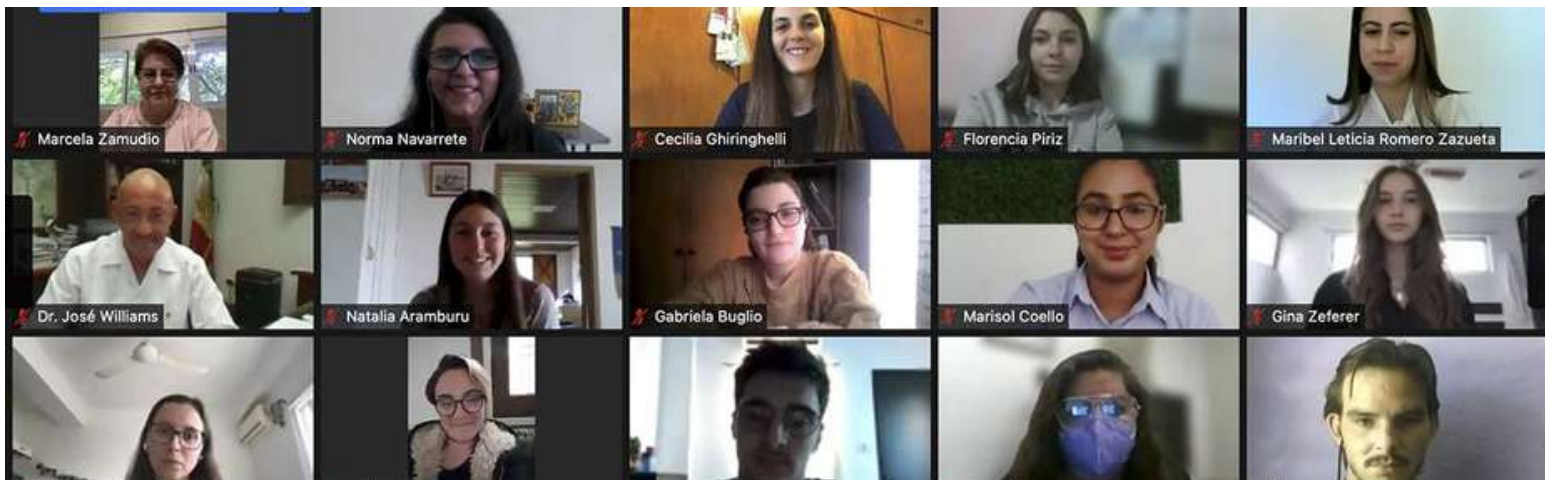 Marcela Zamudio
Norma Navarrete
Cecilia Ghiringhelli
Florencia Piriz
Maribel Leticia Romero Zazueta
Dr. José Williams
Natalia Aramburu
Gabriela Buglio
Marisol Coello
Gina Zeferer